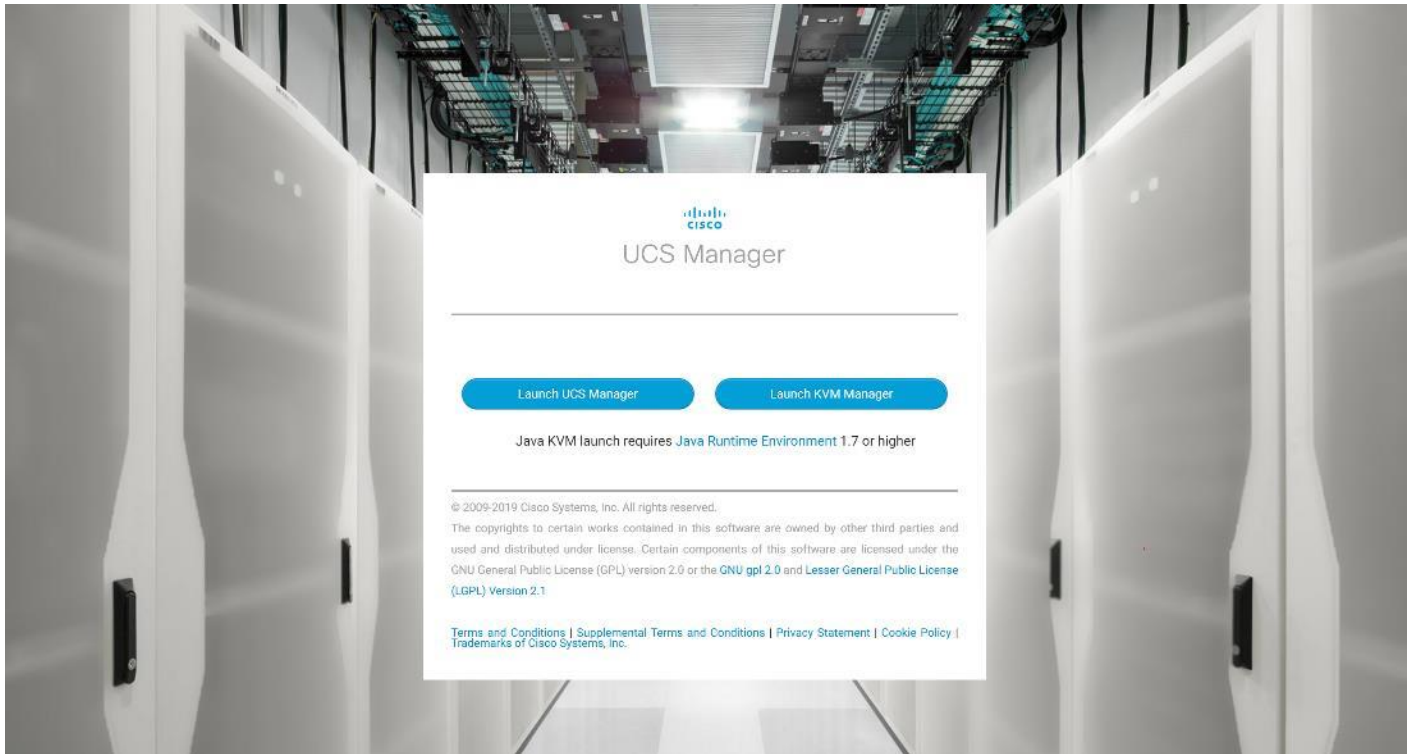 CISCO
UCS Manager
Launch UCS Manager
Launch KVM Manager
Java KVM launch requires Java Runtime Environment 1.7 or higher
© 2009-2019 Cisco Systems, Inc. All rights reserved.
The copyrights to certain works contained in this software are owned by other third parties and
used and distributed under license. Certain components of this software are licensed under the
GNU General Public License (GPL) version 2.0 or the GNU gpl 2.0 and Lesser General Public License
(LGPL) Version 2.1
Terms and Conditions | Supplemental Terms and Conditions | Privacy Statement | Cookie Policy |
Trademarks of Cisco Systems, Inc.